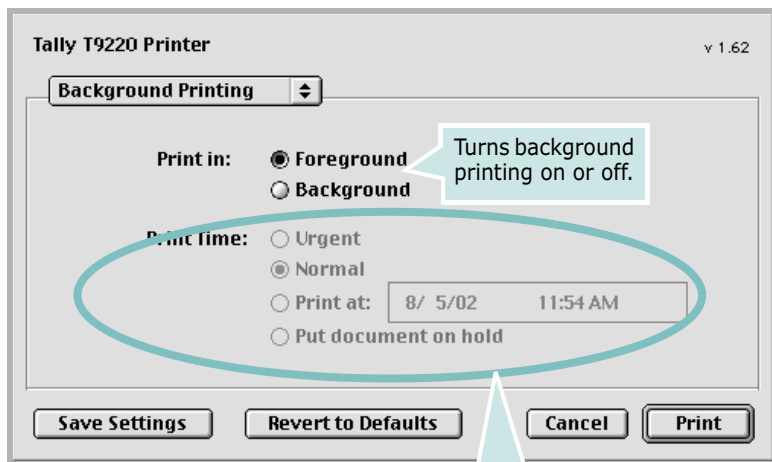 Tally T9220 Printer
v 1.62
Background Printing
Print in:
Foreground
Turns background
printing on or off.
Background
Print Time:
Urgent
Normal
Print at:
8/ 5/02
11:54 AM
Put document on hold
Save Settings
Revert to Defaults
Cancel
Print